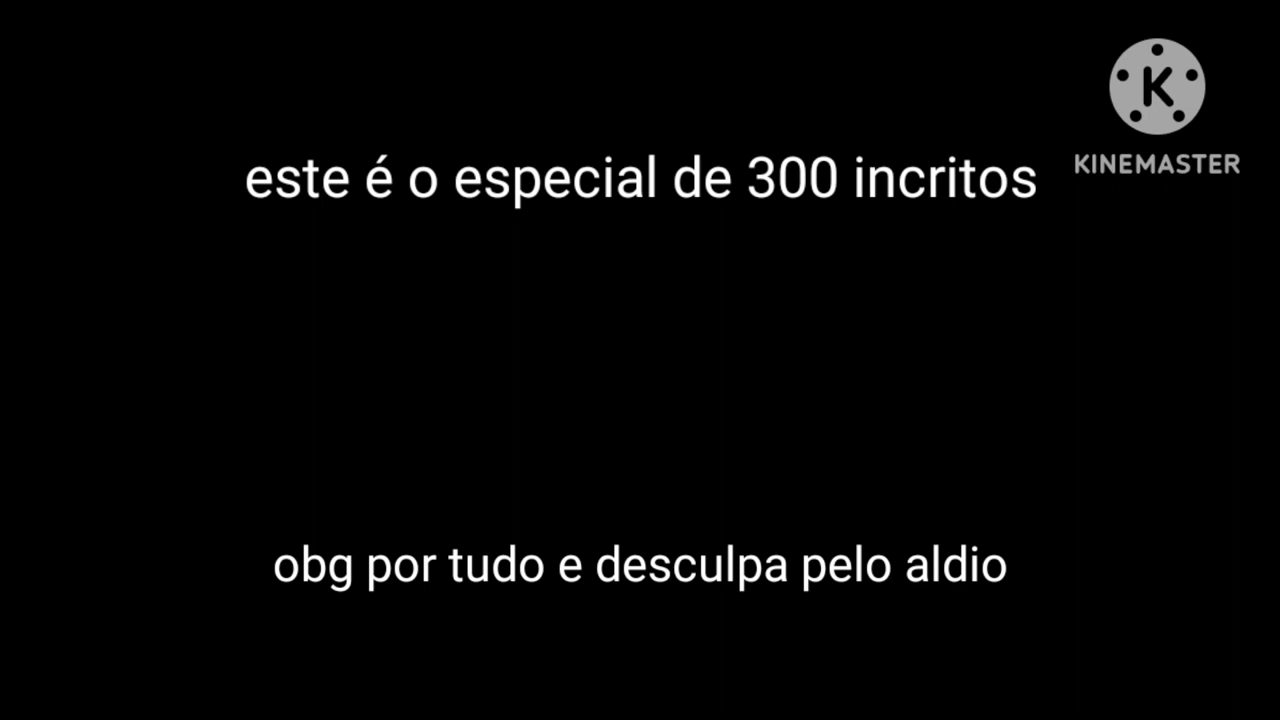 K
KINEMASTER
este é o especial de 300 incritos
obg por tudo e desculpa pelo aldio